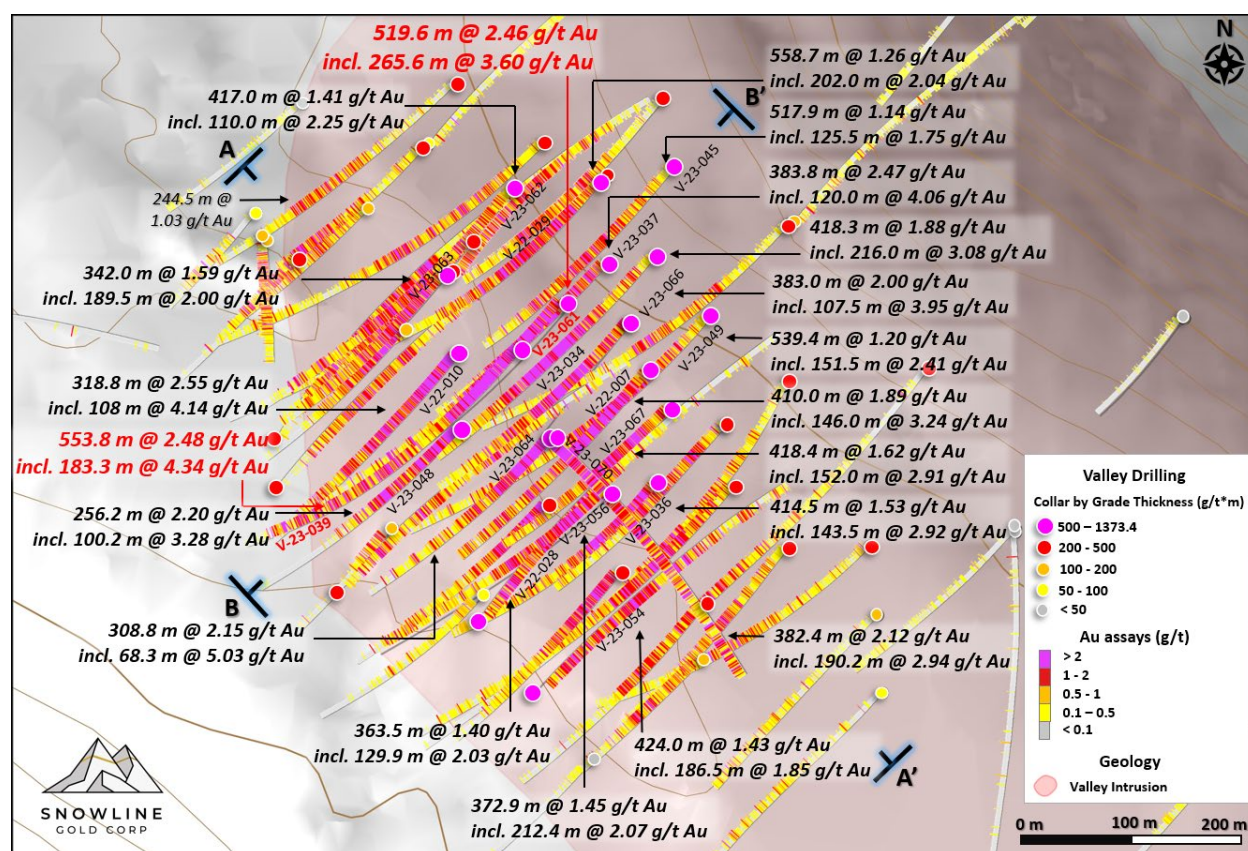 519.6 m @ 2.46 g/t Au
incl. 265.6 m @ 3.60 g/t Au
N
558.7 m @ 1.26 g/t Au
incl. 202.0 m @ 2.04 g/t Au
417.0 m @ 1.41 g/t Au
incl. 110.0 m @ 2.25 g/t Au
B'
517.9 m @ 1.14 g/t Au
incl. 125.5 m @ 1.75 g/t Au
A
V-23-045
383.8 m @ 2.47 g/t Au
incl. 120.0 m @ 4.06 g/t Au
244.5 m @
1.03 g/t Au
V-23-062
V-22-029
V-23-037
418.3 m @ 1.88 g/t Au
incl. 216.0 m @ 3.08 g/t Au
342.0 m @ 1.59 g/t Au
incl. 189.5 m @ 2.00 g/t Au
V-23-063
V-23-066
383.0 m @ 2.00 g/t Au
incl. 107.5 m @ 3.95 g/t Au
V-23-061
V-23-034
V-23-049
539.4 m @ 1.20 g/t Au
incl. 151.5 m @ 2.41 g/t Au
318.8 m @ 2.55 g/t Au
incl. 108 m @ 4.14 g/t Au
V-22-010
V-22-007
410.0 m @ 1.89 g/t Au
incl. 146.0 m @ 3.24 g/t Au
553.8 m @ 2.48 g/t Au
incl. 183.3 m @ 4.34 g/t Au
V-23-064
V-23-067
V-23-070
418.4 m @ 1.62 g/t Au
incl. 152.0 m @ 2.91 g/t Au
256.2 m @ 2.20 g/t Au
incl. 100.2 m @ 3.28 g/t Au
V-23-048
V-23-039
V-23-056
V-23-036
414.5 m @ 1.53 g/t Au
incl. 143.5 m @ 2.92 g/t Au
B
V-22-028
308.8 m @ 2.15 g/t Au
incl. 68.3 m @ 5.03 g/t Au
V-23-054
382.4 m @ 2.12 g/t Au
incl. 190.2 m @ 2.94 g/t Au
363.5 m @ 1.40 g/t Au
incl. 129.9 m @ 2.03 g/t Au
424.0 m @ 1.43 g/t Au
incl. 186.5 m @ 1.85 g/t Au
A'
372.9 m @ 1.45 g/t Au
incl. 212.4 m @ 2.07 g/t Au
SNOWLINE
GOLD CORP
Valley Drilling
Collar by Grade Thickness (g/t*m)
500 – 1373.4
200 - 500
100 - 200
50 - 100
< 50
Au assays (g/t)
> 2
1 - 2
0.5 - 1
0.1 – 0.5
< 0.1
Geology
Valley Intrusion
0 m 100 m 200 m